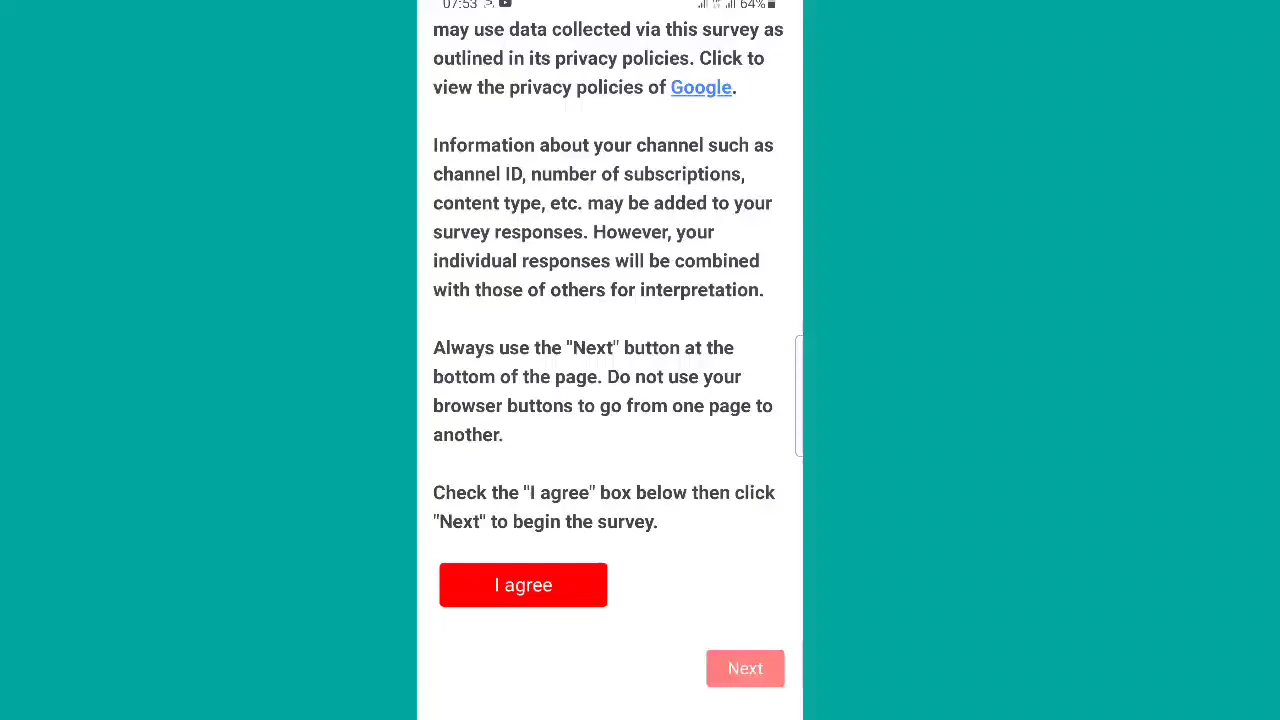 07:53 64%
may use data collected via this survey as
outlined in its privacy policies. Click to
view the privacy policies of Google.
Information about your channel such as
channel ID, number of subscriptions,
content type, etc. may be added to your
survey responses. However, your
individual responses will be combined
with those of others for interpretation.
Always use the "Next" button at the
bottom of the page. Do not use your
browser buttons to go from one page to
another.
Check the "I agree" box below then click
"Next" to begin the survey.
I agree
Next